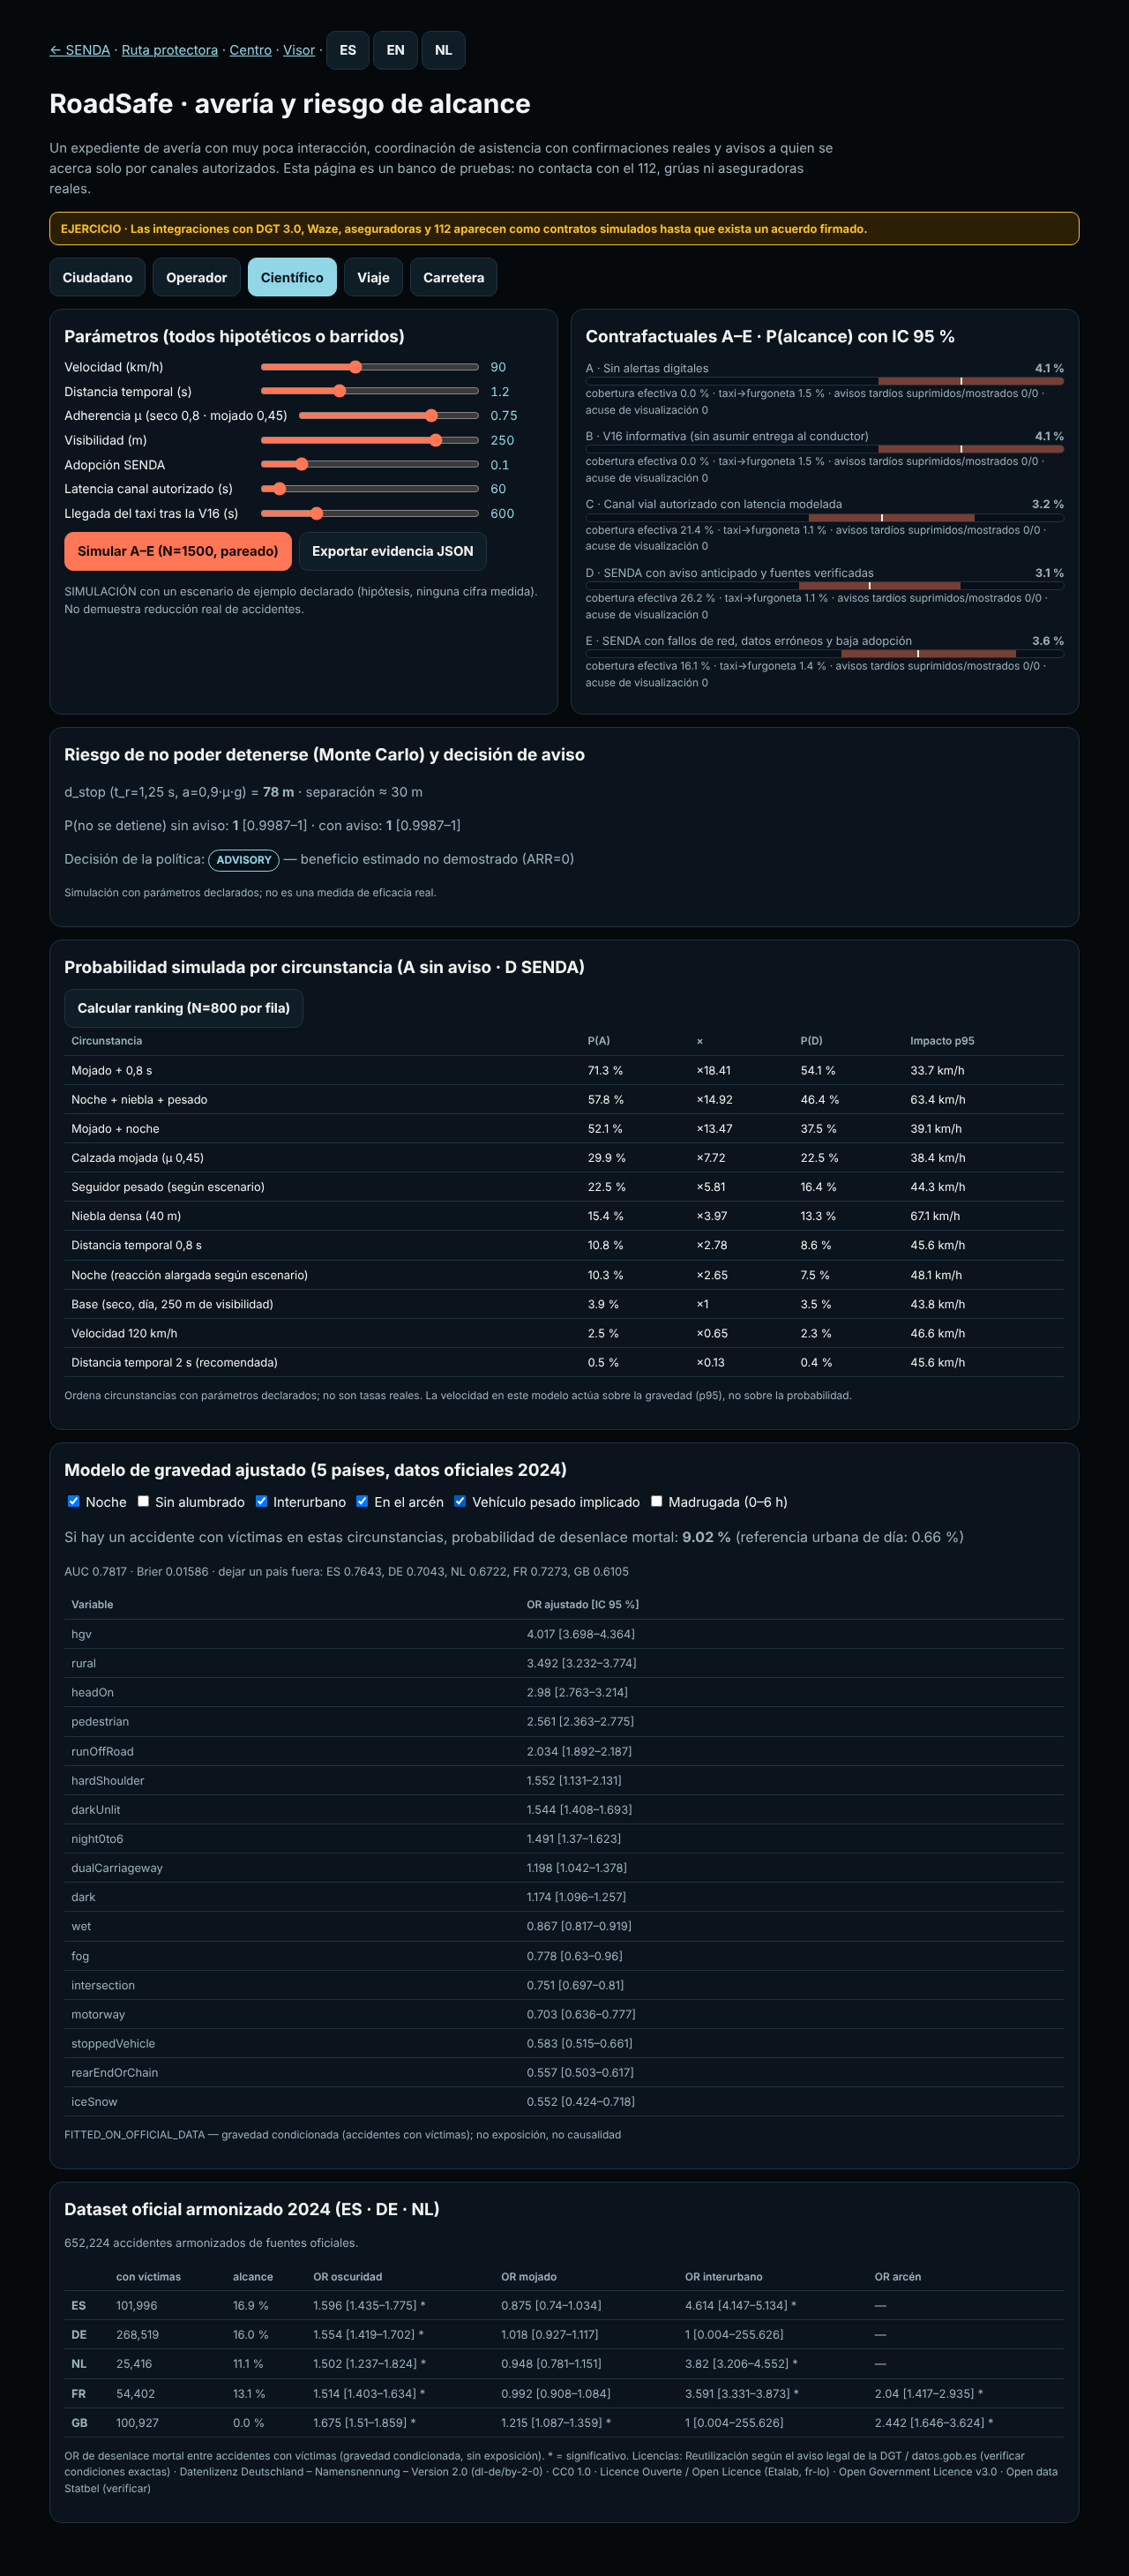 ← SENDA · Ruta protectora · Centro · Visor · ES EN NL
RoadSafe · avería y riesgo de alcance
Un expediente de avería con muy poca interacción, coordinación de asistencia con confirmaciones reales y avisos a quien se
acerca solo por canales autorizados. Esta página es un banco de pruebas: no contacta con el 112, grúas ni aseguradoras
reales.
EJERCICIO · Las integraciones con DGT 3.0, Waze, aseguradoras y 112 aparecen como contratos simulados hasta que exista un acuerdo firmado.
Ciudadano Operador Científico Viaje Carretera
Parámetros (todos hipotéticos o barridos)
Velocidad (km/h) 90
Distancia temporal (s) 1.2
Adherencia μ (seco 0,8 · mojado 0,45) 0.75
Visibilidad (m) 250
Adopción SENDA 0.1
Latencia canal autorizado (s) 60
Llegada del taxi tras la V16 (s) 600
Simular A–E (N=1500, pareado) Exportar evidencia JSON
SIMULACIÓN con un escenario de ejemplo declarado (hipótesis, ninguna cifra medida).
No demuestra reducción real de accidentes.
Contrafactuales A–E · P(alcance) con IC 95 %
A · Sin alertas digitales 4.1 %
cobertura efectiva 0.0 % · taxi→furgoneta 1.5 % · avisos tardíos suprimidos/mostrados 0/0 ·
acuse de visualización 0
B · V16 informativa (sin asumir entrega al conductor) 4.1 %
cobertura efectiva 0.0 % · taxi→furgoneta 1.5 % · avisos tardíos suprimidos/mostrados 0/0 ·
acuse de visualización 0
C · Canal vial autorizado con latencia modelada 3.2 %
cobertura efectiva 21.4 % · taxi→furgoneta 1.1 % · avisos tardíos suprimidos/mostrados 0/0 ·
acuse de visualización 0
D · SENDA con aviso anticipado y fuentes verificadas 3.1 %
cobertura efectiva 26.2 % · taxi→furgoneta 1.1 % · avisos tardíos suprimidos/mostrados 0/0 ·
acuse de visualización 0
E · SENDA con fallos de red, datos erróneos y baja adopción 3.6 %
cobertura efectiva 16.1 % · taxi→furgoneta 1.4 % · avisos tardíos suprimidos/mostrados 0/0 ·
acuse de visualización 0
Riesgo de no poder detenerse (Monte Carlo) y decisión de aviso
d_stop (t_r=1,25 s, a=0,9·μ·g) = 78 m · separación ≈ 30 m
P(no se detiene) sin aviso: 1 [0.9987–1] · con aviso: 1 [0.9987–1]
Decisión de la política: ADVISORY — beneficio estimado no demostrado (ARR=0)
Simulación con parámetros declarados; no es una medida de eficacia real.
Probabilidad simulada por circunstancia (A sin aviso · D SENDA)
Calcular ranking (N=800 por fila)
Circunstancia P(A) × P(D) Impacto p95
Mojado + 0,8 s 71.3 % ×18.41 54.1 % 33.7 km/h
Noche + niebla + pesado 57.8 % ×14.92 46.4 % 63.4 km/h
Mojado + noche 52.1 % ×13.47 37.5 % 39.1 km/h
Calzada mojada (μ 0,45) 29.9 % ×7.72 22.5 % 38.4 km/h
Seguidor pesado (según escenario) 22.5 % ×5.81 16.4 % 44.3 km/h
Niebla densa (40 m) 15.4 % ×3.97 13.3 % 67.1 km/h
Distancia temporal 0,8 s 10.8 % ×2.78 8.6 % 45.6 km/h
Noche (reacción alargada según escenario) 10.3 % ×2.65 7.5 % 48.1 km/h
Base (seco, día, 250 m de visibilidad) 3.9 % ×1 3.5 % 43.8 km/h
Velocidad 120 km/h 2.5 % ×0.65 2.3 % 46.6 km/h
Distancia temporal 2 s (recomendada) 0.5 % ×0.13 0.4 % 45.6 km/h
Ordena circunstancias con parámetros declarados; no son tasas reales. La velocidad en este modelo actúa sobre la gravedad (p95), no sobre la probabilidad.
Modelo de gravedad ajustado (5 países, datos oficiales 2024)
Noche Sin alumbrado Interurbano En el arcén Vehículo pesado implicado Madrugada (0–6 h)
Si hay un accidente con víctimas en estas circunstancias, probabilidad de desenlace mortal: 9.02 % (referencia urbana de día: 0.66 %)
AUC 0.7817 · Brier 0.01586 · dejar un país fuera: ES 0.7643, DE 0.7043, NL 0.6722, FR 0.7273, GB 0.6105
Variable OR ajustado [IC 95 %]
hgv 4.017 [3.698–4.364]
rural 3.492 [3.232–3.774]
headOn 2.98 [2.763–3.214]
pedestrian 2.561 [2.363–2.775]
runOffRoad 2.034 [1.892–2.187]
hardShoulder 1.552 [1.131–2.131]
darkUnlit 1.544 [1.408–1.693]
night0to6 1.491 [1.37–1.623]
dualCarriageway 1.198 [1.042–1.378]
dark 1.174 [1.096–1.257]
wet 0.867 [0.817–0.919]
fog 0.778 [0.63–0.96]
intersection 0.751 [0.697–0.81]
motorway 0.703 [0.636–0.777]
stoppedVehicle 0.583 [0.515–0.661]
rearEndOrChain 0.557 [0.503–0.617]
iceSnow 0.552 [0.424–0.718]
FITTED_ON_OFFICIAL_DATA — gravedad condicionada (accidentes con víctimas); no exposición, no causalidad
Dataset oficial armonizado 2024 (ES · DE · NL)
652,224 accidentes armonizados de fuentes oficiales.
con víctimas alcance OR oscuridad OR mojado OR interurbano OR arcén
ES 101,996 16.9 % 1.596 [1.435–1.775] * 0.875 [0.74–1.034] 4.614 [4.147–5.134] * —
DE 268,519 16.0 % 1.554 [1.419–1.702] * 1.018 [0.927–1.117] 1 [0.004–255.626] —
NL 25,416 11.1 % 1.502 [1.237–1.824] * 0.948 [0.781–1.151] 3.82 [3.206–4.552] * —
FR 54,402 13.1 % 1.514 [1.403–1.634] * 0.992 [0.908–1.084] 3.591 [3.331–3.873] * 2.04 [1.417–2.935] *
GB 100,927 0.0 % 1.675 [1.51–1.859] * 1.215 [1.087–1.359] * 1 [0.004–255.626] 2.442 [1.646–3.624] *
OR de desenlace mortal entre accidentes con víctimas (gravedad condicionada, sin exposición). * = significativo. Licencias: Reutilización según el aviso legal de la DGT / datos.gob.es (verificar
condiciones exactas) · Datenlizenz Deutschland – Namensnennung – Version 2.0 (dl-de/by-2-0) · CC0 1.0 · Licence Ouverte / Open Licence (Etalab, fr-lo) · Open Government Licence v3.0 · Open data
Statbel (verificar)